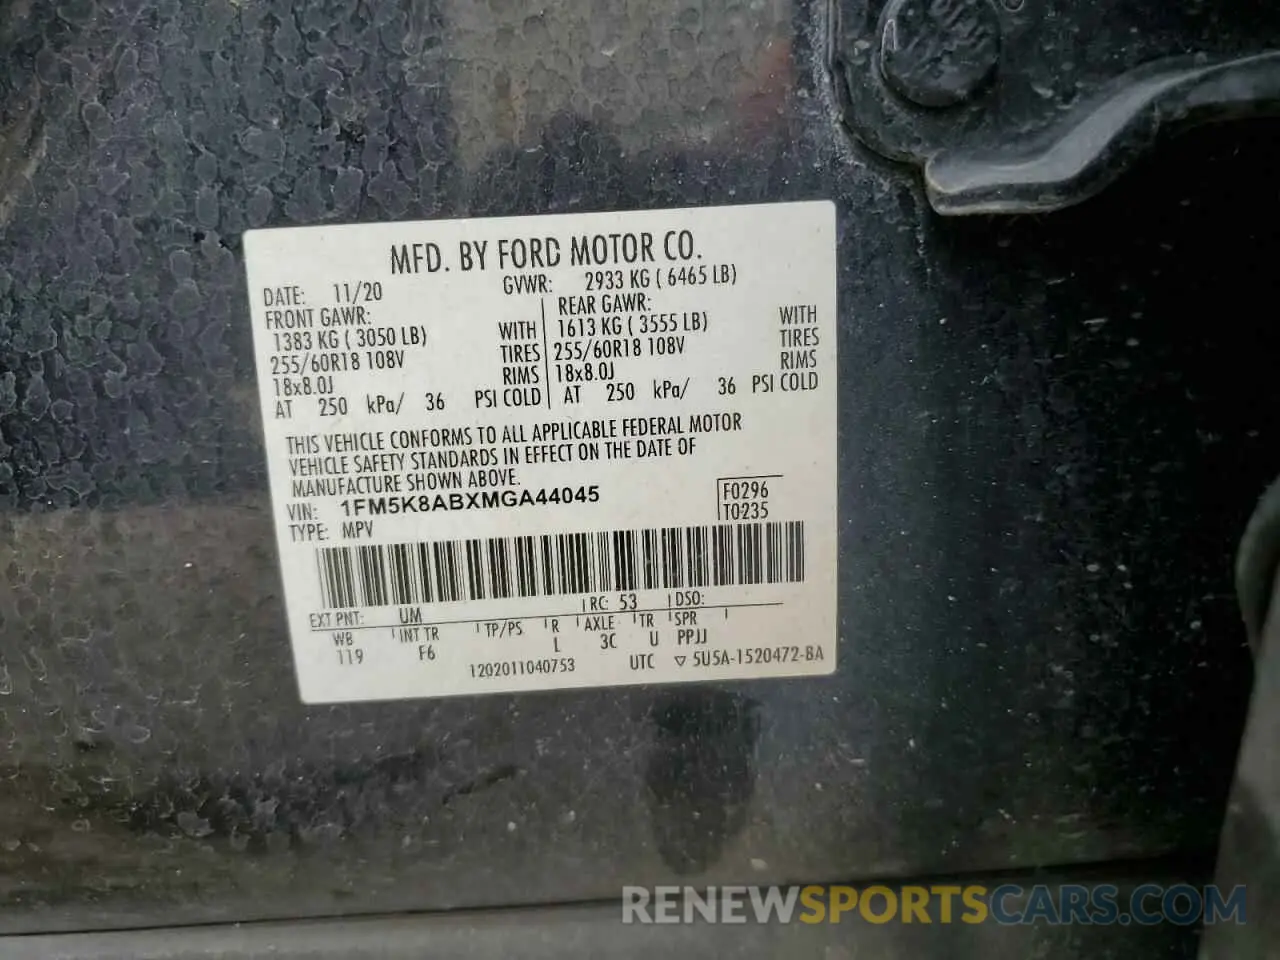 MFD. BY FORD MOTOR CO.
DATE: 11/20 GVWR: 2933 KG ( 6465 LB)
FRONT GAWR: REAR GAWR:
1383 KG ( 3050 LB) WITH 1613 KG ( 3555 LB) WITH
255/60R18 108V TIRES 255/60R18 108V TIRES
18x8.0J RIMS 18x8.0J RIMS
AT 250 kPa/ 36 PSI COLD AT 250 kPa/ 36 PSI COLD
THIS VEHICLE CONFORMS TO ALL APPLICABLE FEDERAL MOTOR
VEHICLE SAFETY STANDARDS IN EFFECT ON THE DATE OF
MANUFACTURE SHOWN ABOVE.
VIN: 1FM5K8ABXMGA44045 F0296
TYPE: MPV T0235
EXT PNT: UM RC: 53 DSO:
WB INT TR TP/PS R AXLE TR SPR
119 F6 L 3C U PPJJ
1202011040753 UTC ▽ 5U5A-1520472-BA
RENEWSPORTSCARS.COM